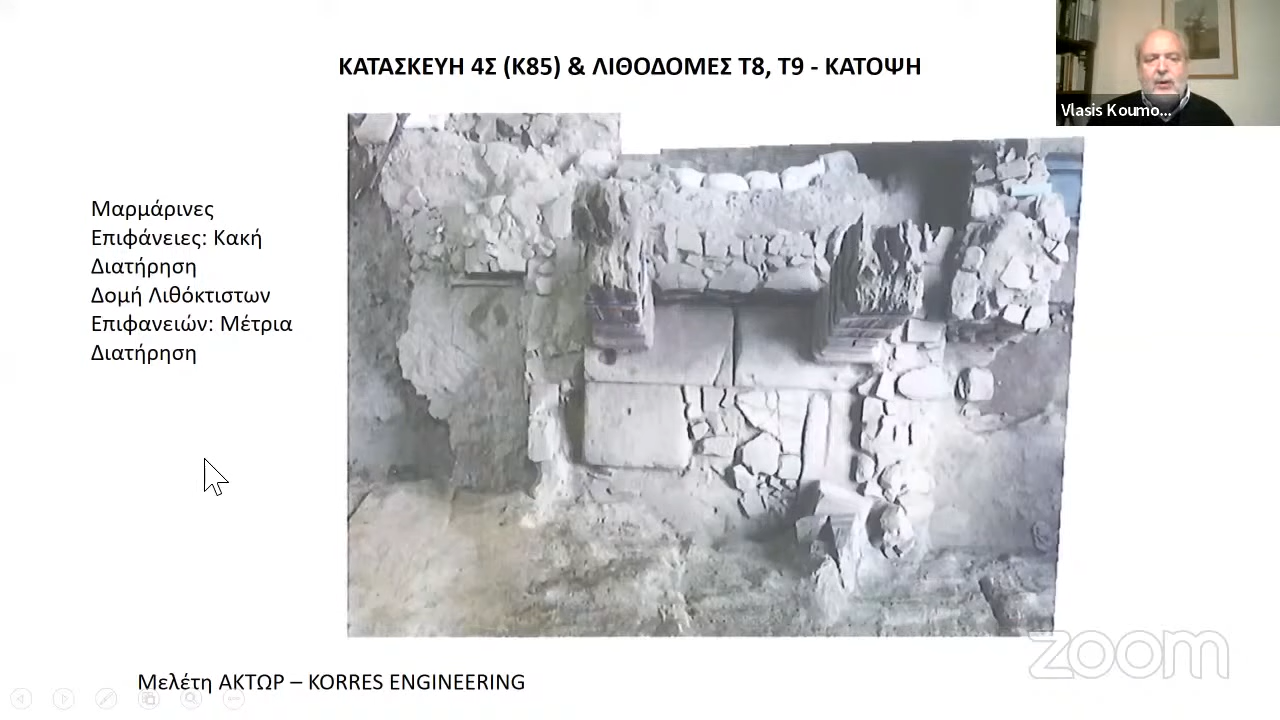 ΚΑΤΑΣΚΕΥΗ 4Σ (Κ85) & ΛΙΘΟΔΟΜΕΣ Τ8, Τ9 - ΚΑΤΟΨΗ
Vlasis Koumo...
Μαρμάρινες
Επιφάνειες: Κακή
Διατήρηση
Δομή Λιθόκτιστων
Επιφανειών: Μέτρια
Διατήρηση
zoom
Μελέτη ΑΚΤΩΡ – KORRES ENGINEERING